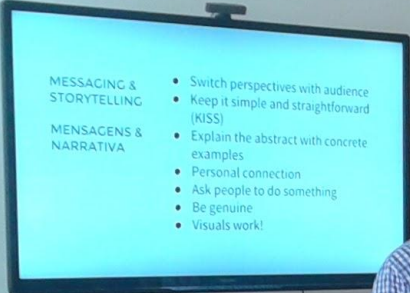 MESSAGING &
STORYTELLING
MENSAGENS &
NARRATIVA
• Switch perspectives with audience
• Keep it simple and straightforward
(KISS)
• Explain the abstract with concrete
examples
• Personal connection
• Ask people to do something
• Be genuine
• Visuals work!